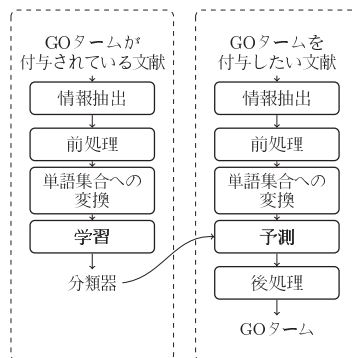 GOタームが
付与されている文献
情報抽出
前処理
単語集合への
変換
学習
分類器
GOタームを
付与したい文献
情報抽出
前処理
単語集合への
変換
予測
後処理
GOターム